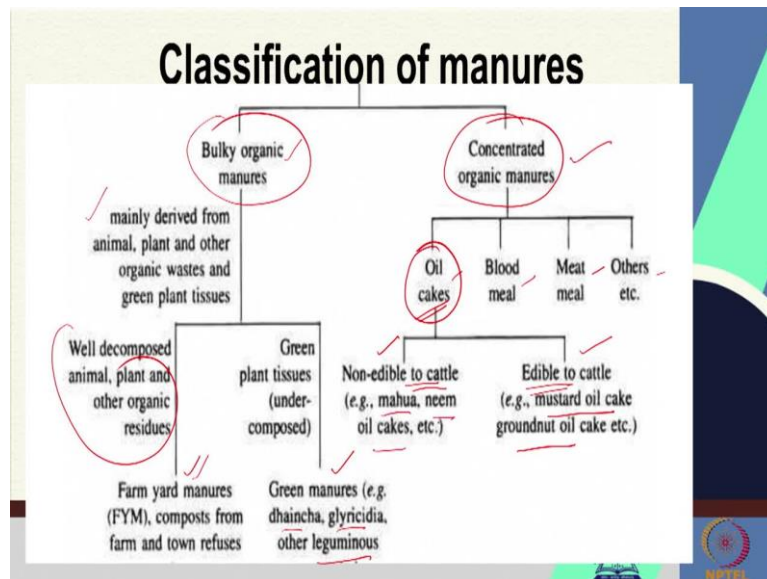 Classification of manures
Bulky organic
manures
Concentrated
organic manures
mainly derived from
animal, plant and other
organic wastes and
green plant tissues
Oil
cakes
Blood
meal
Meat
meal
Others
etc.
Well decomposed
animal, plant and
other organic
residues
Green
plant tissues
(under-
composed)
Non-edible to cattle
(e.g., mahua, neem
oil cakes, etc.)
Edible to cattle
(e.g., mustard oil cake
groundnut oil cake etc.)
Farm yard manures
(FYM), composts from
farm and town refuses
Green manures (e.g.
dhaincha, glyricidia,
other leguminous
NPTEL